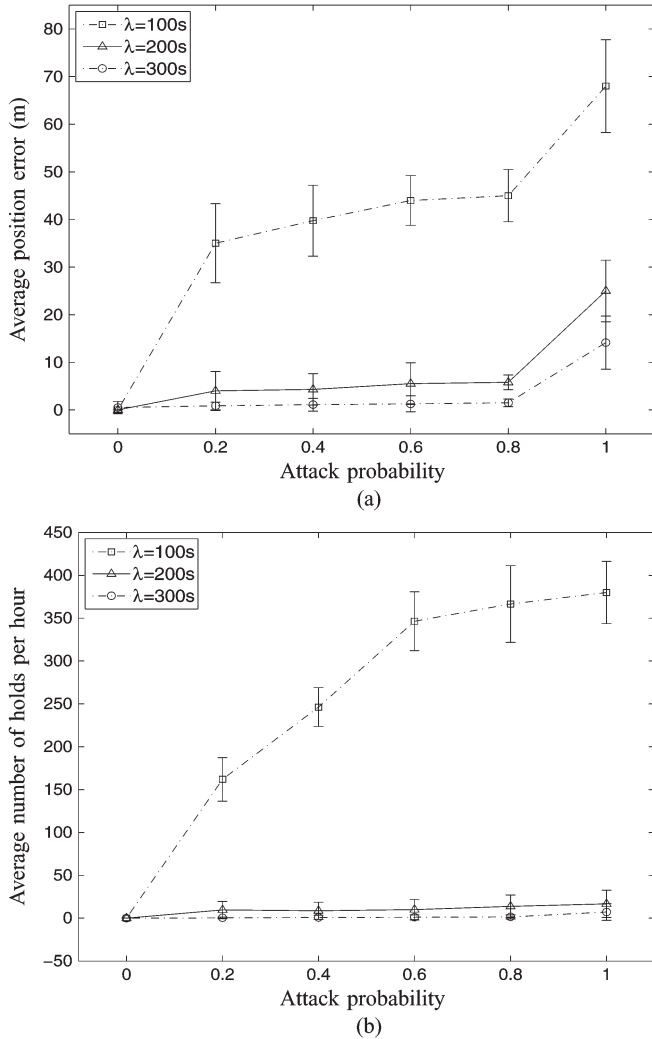 80
70
60
50
40
30
20
10
0
Average position error (m)
λ=100s
λ=200s
λ=300s
0 0.2 0.4 0.6 0.8 1
Attack probability
(a)
450
400
350
300
250
200
150
100
50
0
−50
Average number of holds per hour
λ=100s
λ=200s
λ=300s
0 0.2 0.4 0.6 0.8 1
Attack probability
(b)